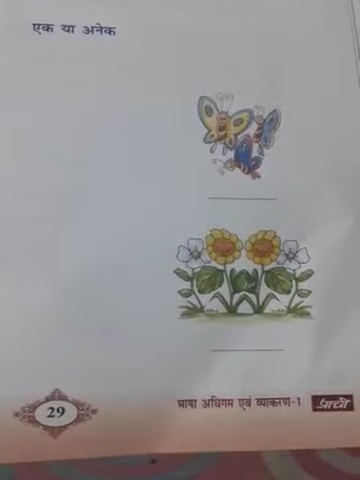 एक या अनेक
29
भाषा अधिगम एवं व्याकरण-1
प्राची